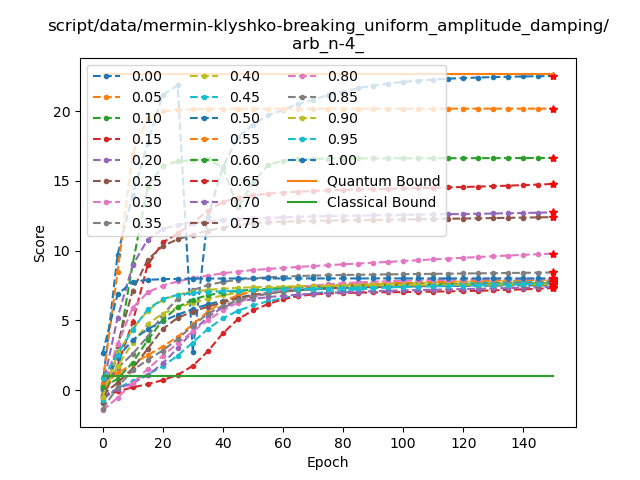 script/data/mermin-klyshko-breaking_uniform_amplitude_damping/
arb_n-4_
0.00 0.40 0.80
0.05 0.45 0.85
0.10 0.50 0.90
0.15 0.55 0.95
0.20 0.60 1.00
0.25 0.65 Quantum Bound
0.30 0.70 Classical Bound
0.35 0.75
20
15
10
5
0
Score
0 20 40 60 80 100 120 140
Epoch